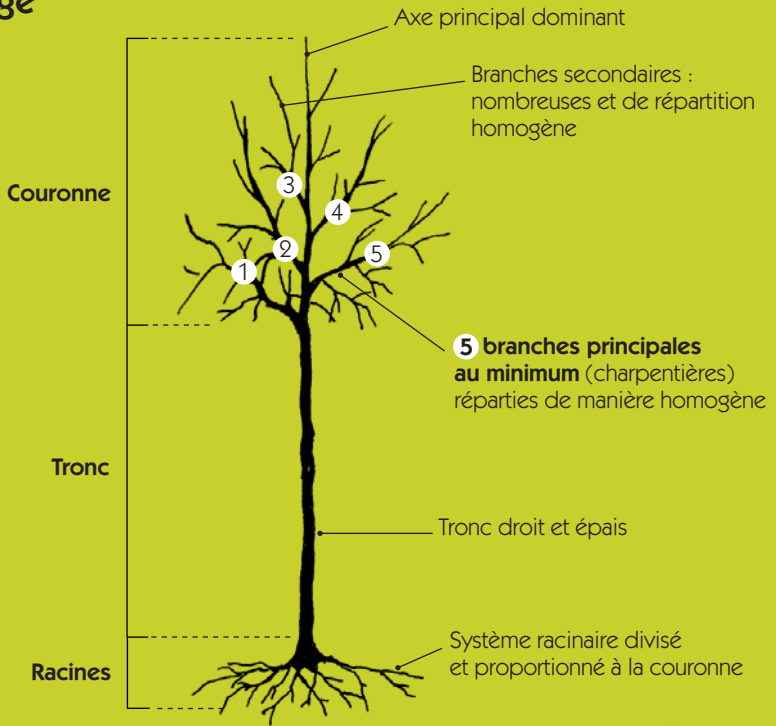 ge
Axe principal dominant
Branches secondaires :
nombreuses et de répartition
homogène
Couronne
3
4
2
5
1
5 branches principales
au minimum (charpentières)
réparties de manière homogène
Tronc
Tronc droit et épais
Système racinaire divisé
et proportionné à la couronne
Racines